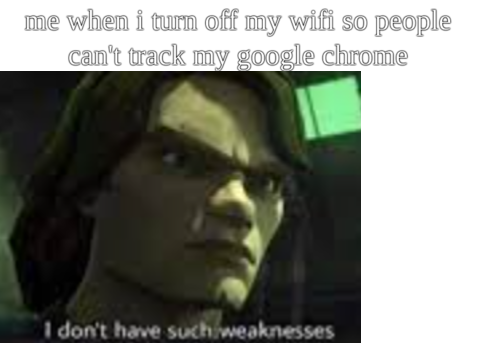 me when i turn off my wifi so people
can't track my google chrome
I don't have such weaknesses